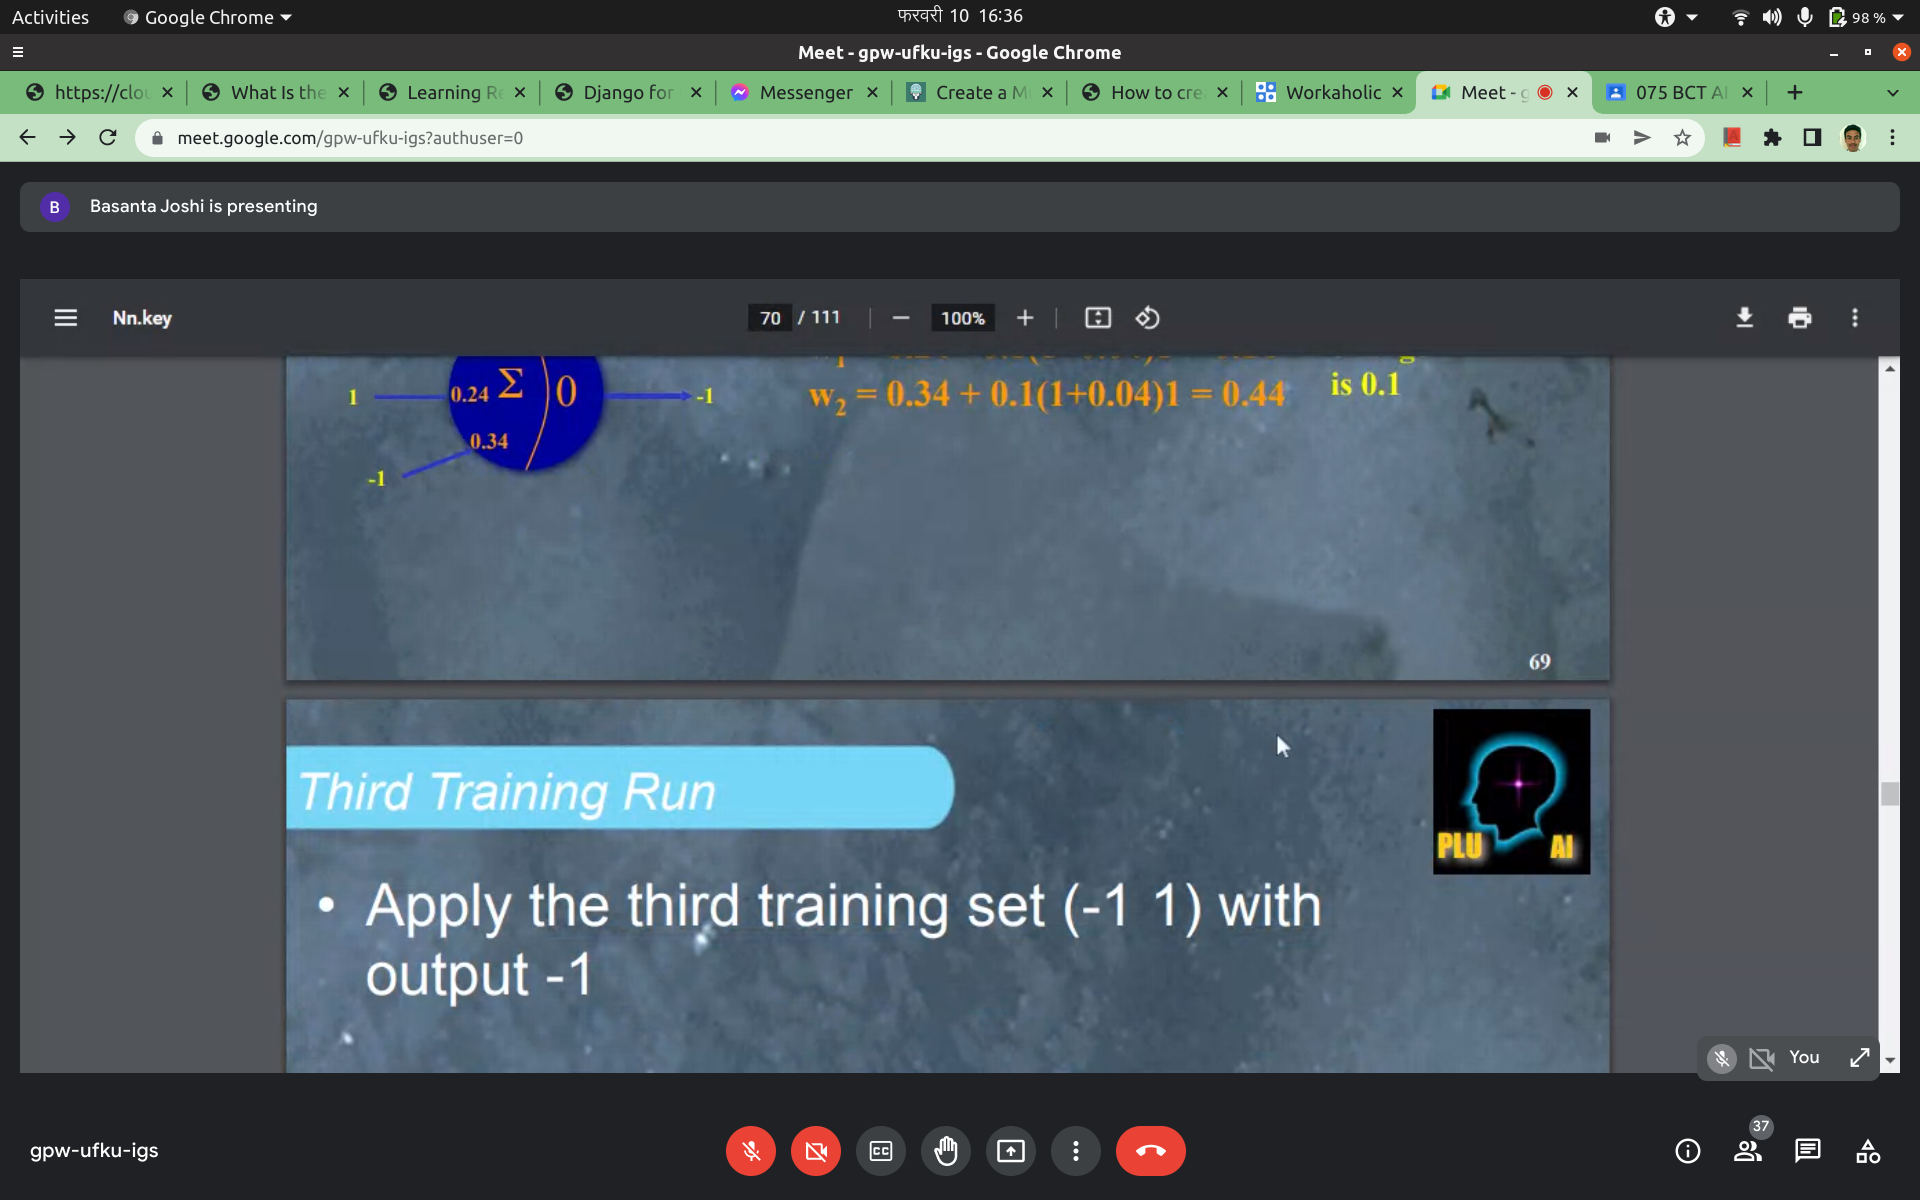 Activities Google Chrome फरवरी 10 16:36 98 %
Meet - gpw-ufku-igs - Google Chrome
https://clou What Is the Learning Re Django for Messenger Create a M How to cre Workaholic Meet - g 075 BCT AI
meet.google.com/gpw-ufku-igs?authuser=0
B Basanta Joshi is presenting
Nn.key 70 / 111 100%
1 0.24 Σ 0 -1
w2 = 0.34 + 0.1(1+0.04)1 = 0.44
is 0.1
0.34
-1
69
Third Training Run
PLU AI
• Apply the third training set (-1 1) with
output -1
You
gpw-ufku-igs
37